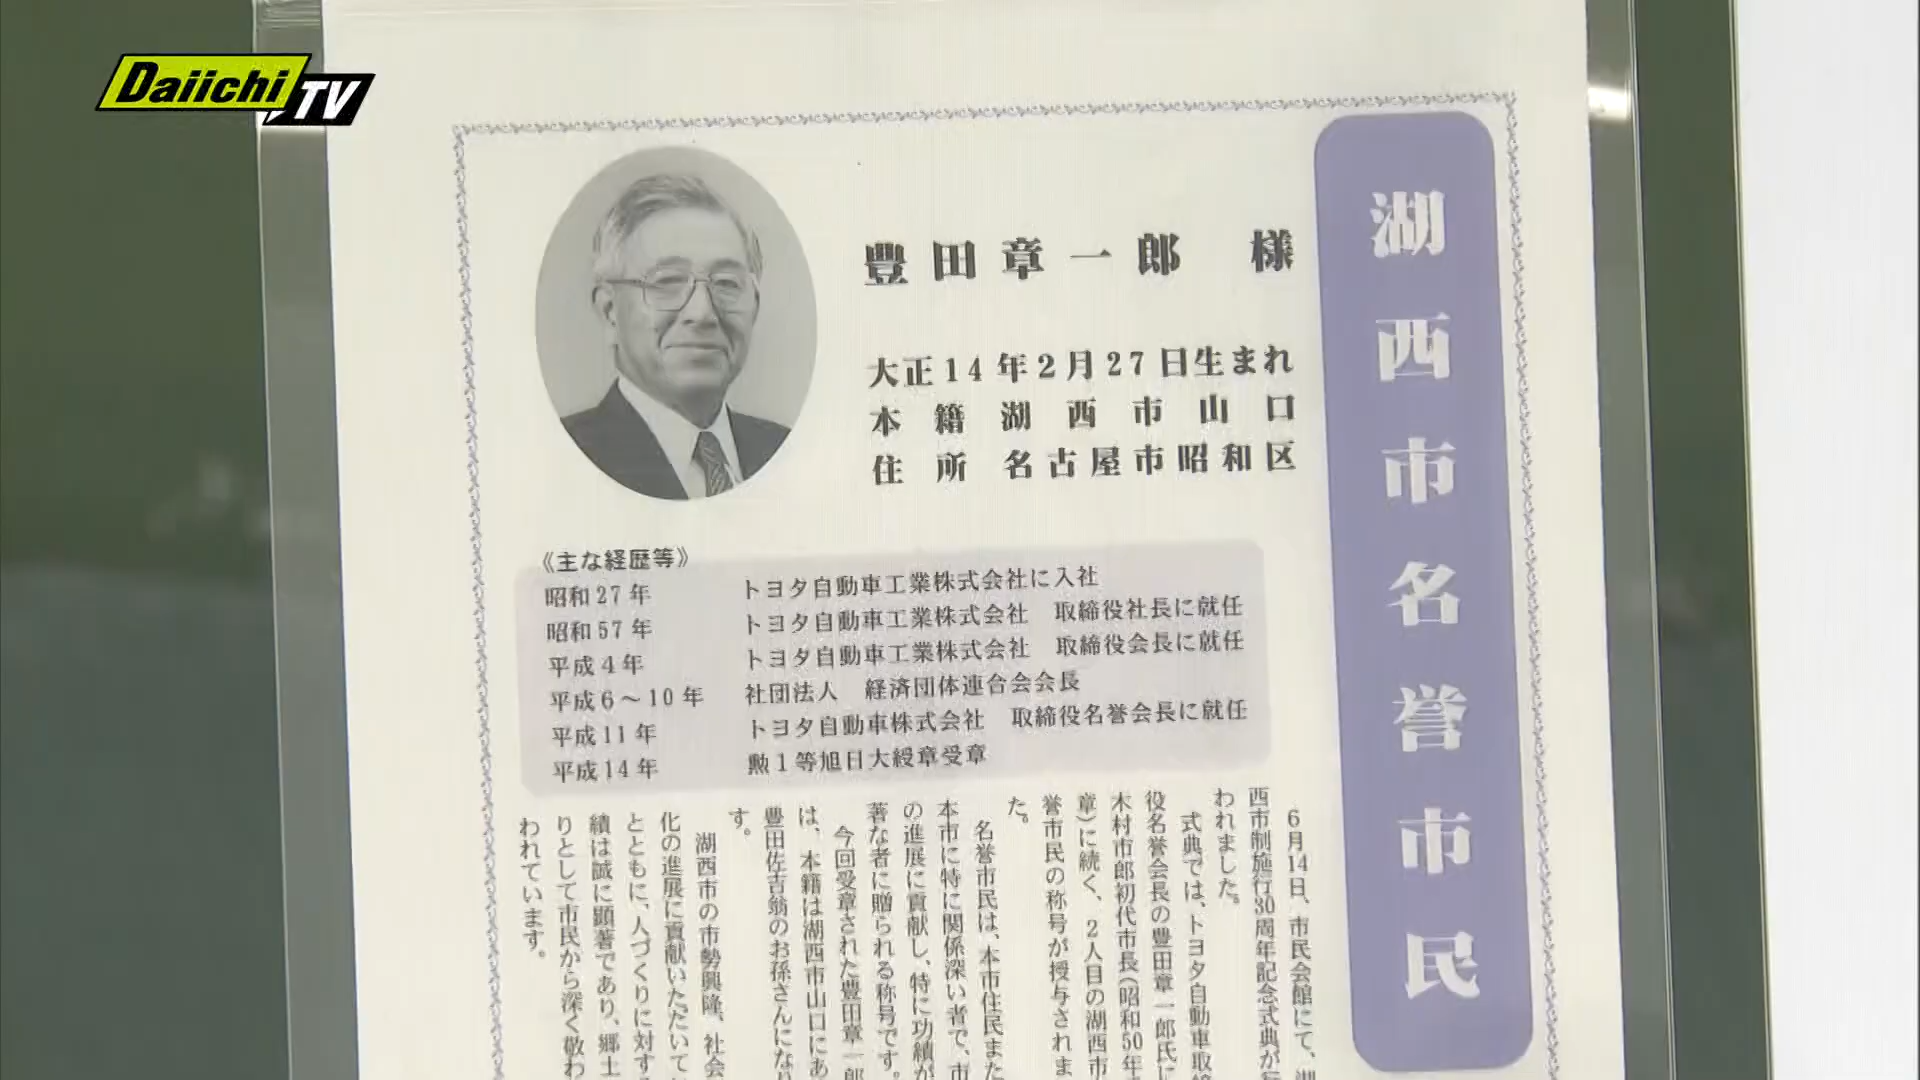 Daiichi TV
湖西市名誉市民
豊田章一郎 様
大正14年2月27日生まれ
本籍 湖西市山口
住所 名古屋市昭和区
《主な経歴等》
昭和27年 トヨタ自動車工業株式会社に入社
昭和57年 トヨタ自動車工業株式会社 取締役社長に就任
平成4年 トヨタ自動車工業株式会社 取締役会長に就任
平成6～10年 社団法人 経済団体連合会会長
平成11年 トヨタ自動車株式会社 取締役名誉会長に就任
平成14年 勲1等旭日大綬章受章
6月14日、市民会館にて、湖
西市制施行30周年記念式典が行
われました。
式典では、トヨタ自動車取締
役名誉会長の豊田章一郎氏に
木村市郎初代市長(昭和50年
章)に続く、2人目の湖西市
誉市民の称号が授与されま
た。
名誉市民は、本市住民また
本市に特に関係深い者で、市
の進展に貢献し、特に功績が
著な者に贈られる称号です。
今回受章された豊田章一郎
は、本籍は湖西市山口にあ
豊田佐吉翁のお孫さんになり
す。
湖西市の市勢興隆、社会
化の進展に貢献いただいて
とともに、人づくりに対す
績は誠に顕著であり、郷土
りとして市民から深く敬わ
われています。